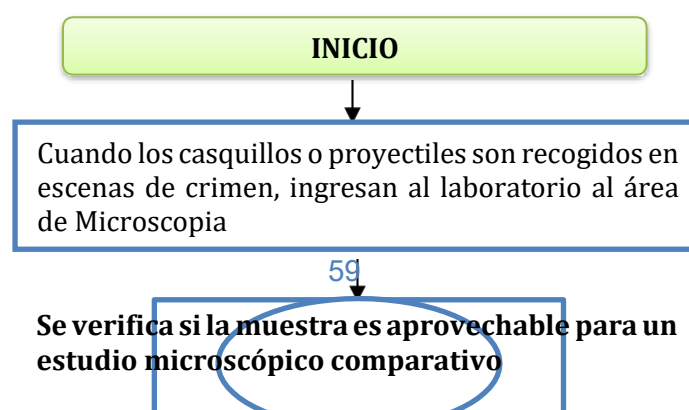 INICIO
Cuando los casquillos o proyectiles son recogidos en
escenas de crimen, ingresan al laboratorio al área
de Microscopia
59
Se verifica si la muestra es aprovechable para un
estudio microscópico comparativo